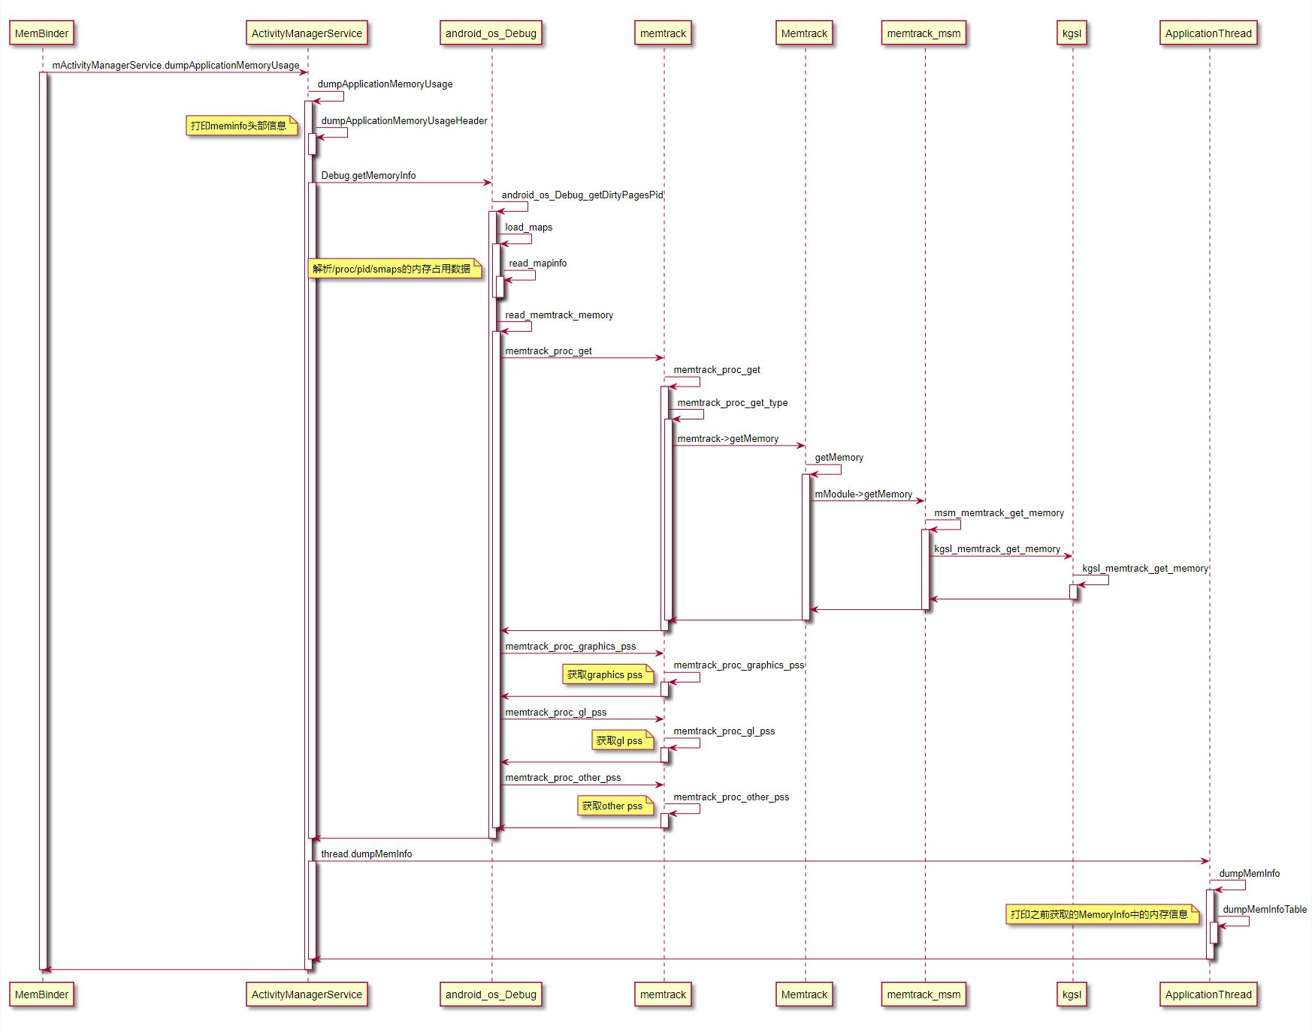 MemBinder
ActivityManagerService
android_os_Debug
memtrack
Memtrack
memtrack_msm
kgsl
ApplicationThread
mActivityManagerService.dumpApplicationMemoryUsage
dumpApplicationMemoryUsage
打印meminfo头部信息
dumpApplicationMemoryUsageHeader
Debug.getMemoryInfo
android_os_Debug_getDirtyPagesPid
load_maps
解析/proc/pid/smaps的内存占用数据
read_mapinfo
read_memtrack_memory
memtrack_proc_get
memtrack_proc_get
memtrack_proc_get_type
memtrack->getMemory
getMemory
mModule->getMemory
msm_memtrack_get_memory
kgsl_memtrack_get_memory
kgsl_memtrack_get_memory
memtrack_proc_graphics_pss
获取graphics pss
memtrack_proc_graphics_pss
memtrack_proc_gl_pss
获取gl pss
memtrack_proc_gl_pss
memtrack_proc_other_pss
获取other pss
memtrack_proc_other_pss
thread.dumpMemInfo
dumpMemInfo
打印之前获取的MemoryInfo中的内存信息
dumpMemInfoTable
MemBinder
ActivityManagerService
android_os_Debug
memtrack
Memtrack
memtrack_msm
kgsl
ApplicationThread